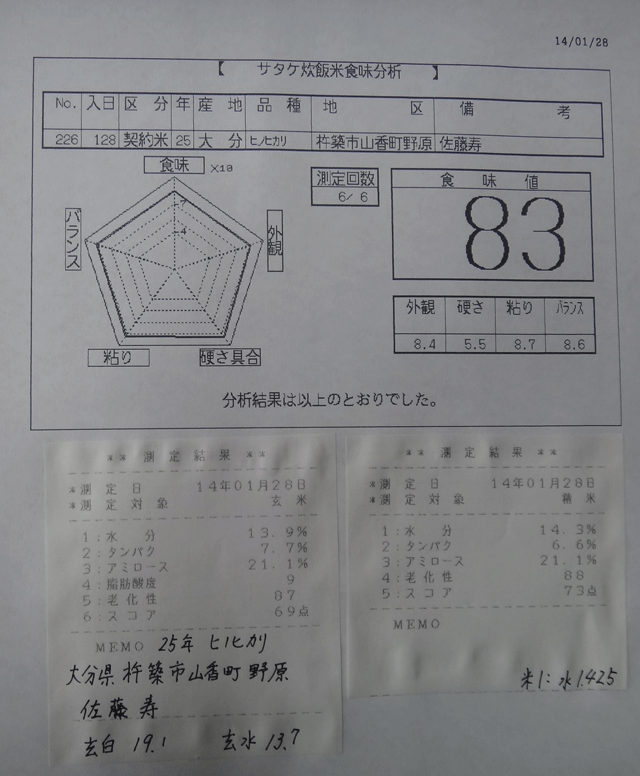 14/01/28
【 サタケ炊飯米食味分析 】
No. 入日 区分 年 産地 品種 地区 備考
226 128 契約米 25 大分 ヒノヒカリ 杵築市山香町野原 佐藤寿
食味 ×10
7
4
バランス
外観
粘り
硬さ具合
測定回数
6/ 6
食味値
83
外観 硬さ 粘り バランス
8.4 5.5 8.7 8.6
分析結果は以上のとおりでした。
** 測定結果 **
*測定日 14年01月28日
*測定対象 玄米
1:水分 13.9%
2:タンパク 7.7%
3:アミロース 21.1%
4:脂肪酸度 9
5:老化性 87
6:スコア 69点
MEMO 25年 ヒノヒカリ
大分県杵築市山香町野原
佐藤寿
玄白 19.1 玄水 13.7
** 測定結果 **
*測定日 14年01月28日
*測定対象 精米
1:水分 14.3%
2:タンパク 6.6%
3:アミロース 21.1%
4:老化性 88
5:スコア 73点
MEMO
米1:水1.425